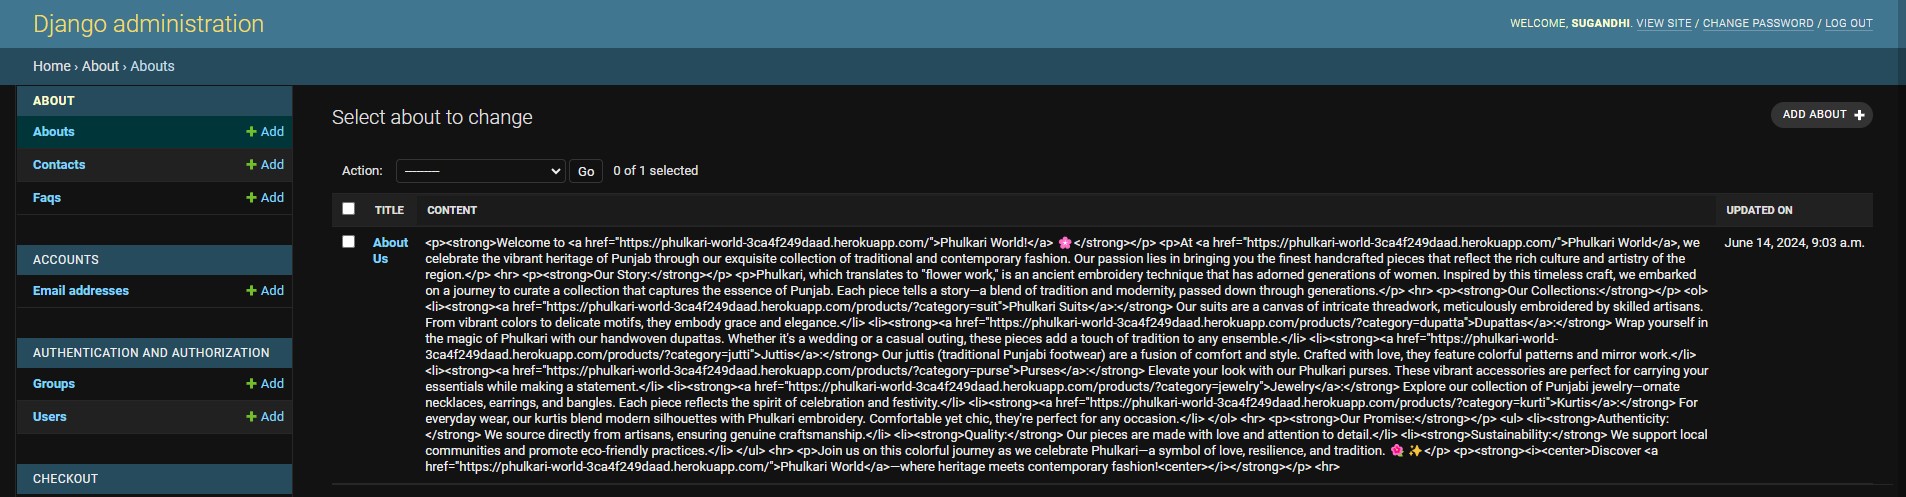 Django administration
WELCOME, SUGANDHI. VIEW SITE / CHANGE PASSWORD / LOG OUT
Home › About › Abouts
ABOUT
Abouts + Add
Contacts + Add
Faqs + Add
ACCOUNTS
Email addresses + Add
AUTHENTICATION AND AUTHORIZATION
Groups + Add
Users + Add
CHECKOUT
Select about to change
ADD ABOUT +
Action: --------- Go 0 of 1 selected
TITLE CONTENT UPDATED ON
About
Us
<p><strong>Welcome to <a href="https://phulkari-world-3ca4f249daad.herokuapp.com/">Phulkari World!</a> 🌸</strong></p> <p>At <a href="https://phulkari-world-3ca4f249daad.herokuapp.com/">Phulkari World</a>, we
celebrate the vibrant heritage of Punjab through our exquisite collection of traditional and contemporary fashion. Our passion lies in bringing you the finest handcrafted pieces that reflect the rich culture and artistry of the
region.</p> <hr> <p><strong>Our Story:</strong></p> <p>Phulkari, which translates to "flower work," is an ancient embroidery technique that has adorned generations of women. Inspired by this timeless craft, we embarked
on a journey to curate a collection that captures the essence of Punjab. Each piece tells a story—a blend of tradition and modernity, passed down through generations.</p> <hr> <p><strong>Our Collections:</strong></p> <ol>
<li><strong><a href="https://phulkari-world-3ca4f249daad.herokuapp.com/products/?category=suit">Phulkari Suits</a>:</strong> Our suits are a canvas of intricate threadwork, meticulously embroidered by skilled artisans.
From vibrant colors to delicate motifs, they embody grace and elegance.</li> <li><strong><a href="https://phulkari-world-3ca4f249daad.herokuapp.com/products/?category=dupatta">Dupattas</a>:</strong> Wrap yourself in
the magic of Phulkari with our handwoven dupattas. Whether it's a wedding or a casual outing, these pieces add a touch of tradition to any ensemble.</li> <li><strong><a href="https://phulkari-world-
3ca4f249daad.herokuapp.com/products/?category=jutti">Juttis</a>:</strong> Our juttis (traditional Punjabi footwear) are a fusion of comfort and style. Crafted with love, they feature colorful patterns and mirror work.</li>
<li><strong><a href="https://phulkari-world-3ca4f249daad.herokuapp.com/products/?category=purse">Purses</a>:</strong> Elevate your look with our Phulkari purses. These vibrant accessories are perfect for carrying your
essentials while making a statement.</li> <li><strong><a href="https://phulkari-world-3ca4f249daad.herokuapp.com/products/?category=jewelry">Jewelry</a>:</strong> Explore our collection of Punjabi jewelry—ornate
necklaces, earrings, and bangles. Each piece reflects the spirit of celebration and festivity.</li> <li><strong><a href="https://phulkari-world-3ca4f249daad.herokuapp.com/products/?category=kurti">Kurtis</a>:</strong> For
everyday wear, our kurtis blend modern silhouettes with Phulkari embroidery. Comfortable yet chic, they're perfect for any occasion.</li> </ol> <hr> <p><strong>Our Promise:</strong></p> <ul> <li><strong>Authenticity:
</strong> We source directly from artisans, ensuring genuine craftsmanship.</li> <li><strong>Quality:</strong> Our pieces are made with love and attention to detail.</li> <li><strong>Sustainability:</strong> We support local
communities and promote eco-friendly practices.</li> </ul> <hr> <p>Join us on this colorful journey as we celebrate Phulkari—a symbol of love, resilience, and tradition. 🌺 ✨</p> <p><strong><i><center>Discover <a
href="https://phulkari-world-3ca4f249daad.herokuapp.com/">Phulkari World</a>—where heritage meets contemporary fashion!<center></i></strong></p> <hr>
June 14, 2024, 9:03 a.m.